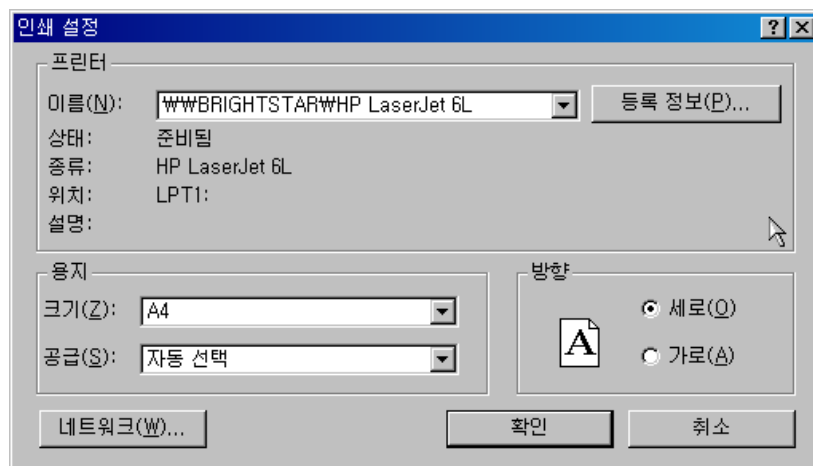 인쇄 설정
프린터
이름(N): ₩₩BRIGHTSTAR₩HP LaserJet 6L 등록 정보(P)...
상태: 준비됨
종류: HP LaserJet 6L
위치: LPT1:
설명:
용지
크기(Z): A4
공급(S): 자동 선택
방향
A
세로(O)
가로(A)
네트워크(W)... 확인 취소